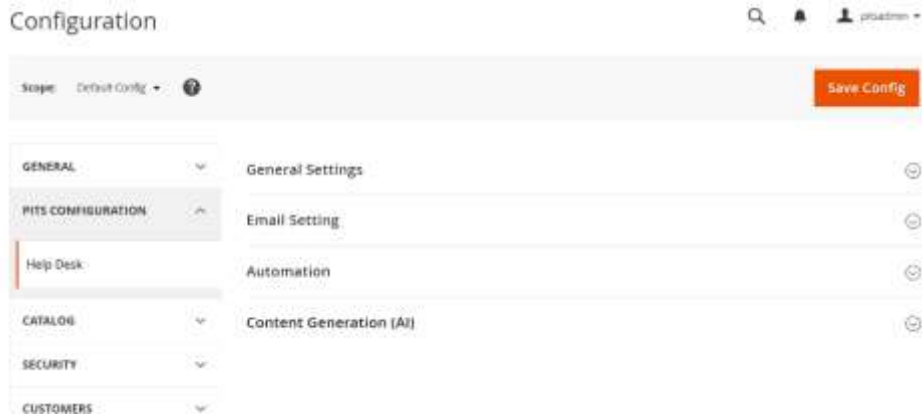 Configuration
Scope: Default Config
Save Config
GENERAL
PITS CONFIGURATION
Help Desk
CATALOG
SECURITY
CUSTOMERS
General Settings
Email Setting
Automation
Content Generation (AI)